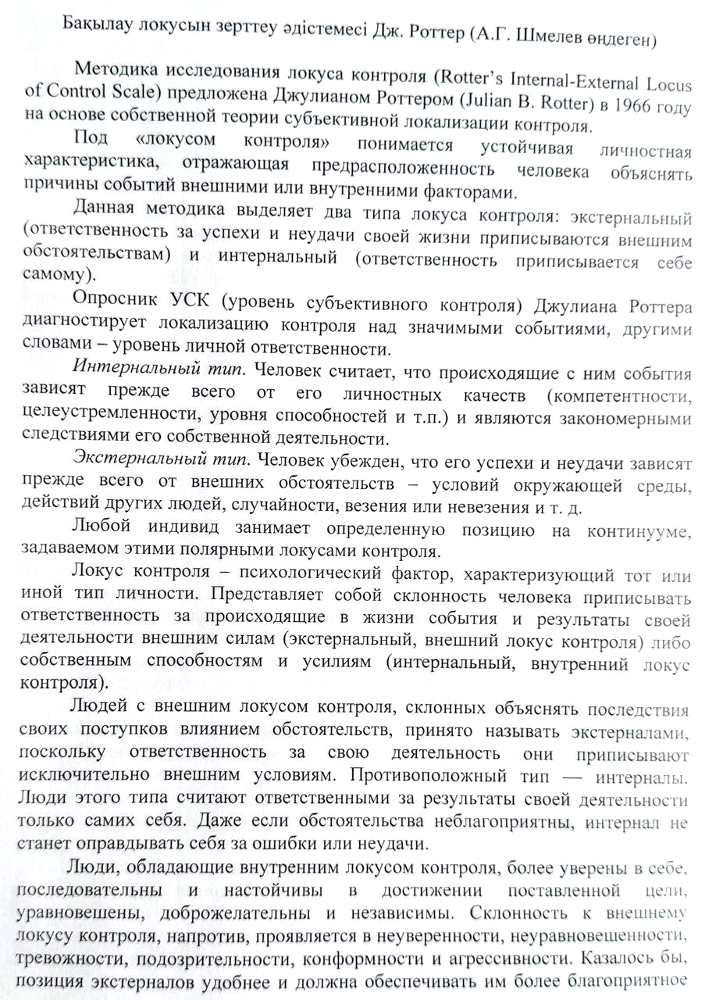 Бақылау локусын зерттеу әдістемесі Дж. Роттер (А.Г. Шмелев өңдеген)
Методика исследования локуса контроля (Rotter’s Internal-External Locus
of Control Scale) предложена Джулианом Роттером (Julian B. Rotter) в 1966 году
на основе собственной теории субъективной локализации контроля.
Под «локусом контроля» понимается устойчивая личностная
характеристика, отражающая предрасположенность человека объяснять
причины событий внешними или внутренними факторами.
Данная методика выделяет два типа локуса контроля: экстернальный
(ответственность за успехи и неудачи своей жизни приписываются внешним
обстоятельствам) и интернальный (ответственность приписывается себе
самому).
Опросник УСК (уровень субъективного контроля) Джулиана Роттера
диагностирует локализацию контроля над значимыми событиями, другими
словами – уровень личной ответственности.
Интернальный тип. Человек считает, что происходящие с ним события
зависят прежде всего от его личностных качеств (компетентности,
целеустремленности, уровня способностей и т.п.) и являются закономерными
следствиями его собственной деятельности.
Экстернальный тип. Человек убежден, что его успехи и неудачи зависят
прежде всего от внешних обстоятельств – условий окружающей среды,
действий других людей, случайности, везения или невезения и т. д.
Любой индивид занимает определенную позицию на континууме,
задаваемом этими полярными локусами контроля.
Локус контроля – психологический фактор, характеризующий тот или
иной тип личности. Представляет собой склонность человека приписывать
ответственность за происходящие в жизни события и результаты своей
деятельности внешним силам (экстернальный, внешний локус контроля) либо
собственным способностям и усилиям (интернальный, внутренний локус
контроля).
Людей с внешним локусом контроля, склонных объяснять последствия
своих поступков влиянием обстоятельств, принято называть экстерналами,
поскольку ответственность за свою деятельность они приписывают
исключительно внешним условиям. Противоположный тип — интерналы.
Люди этого типа считают ответственными за результаты своей деятельности
только самих себя. Даже если обстоятельства неблагоприятны, интернал не
станет оправдывать себя за ошибки или неудачи.
Люди, обладающие внутренним локусом контроля, более уверены в себе,
последовательны и настойчивы в достижении поставленной цели,
уравновешены, доброжелательны и независимы. Склонность к внешнему
локусу контроля, напротив, проявляется в неуверенности, неуравновешенности,
тревожности, подозрительности, конформности и агрессивности. Казалось бы,
позиция экстерналов удобнее и должна обеспечивать им более благоприятное